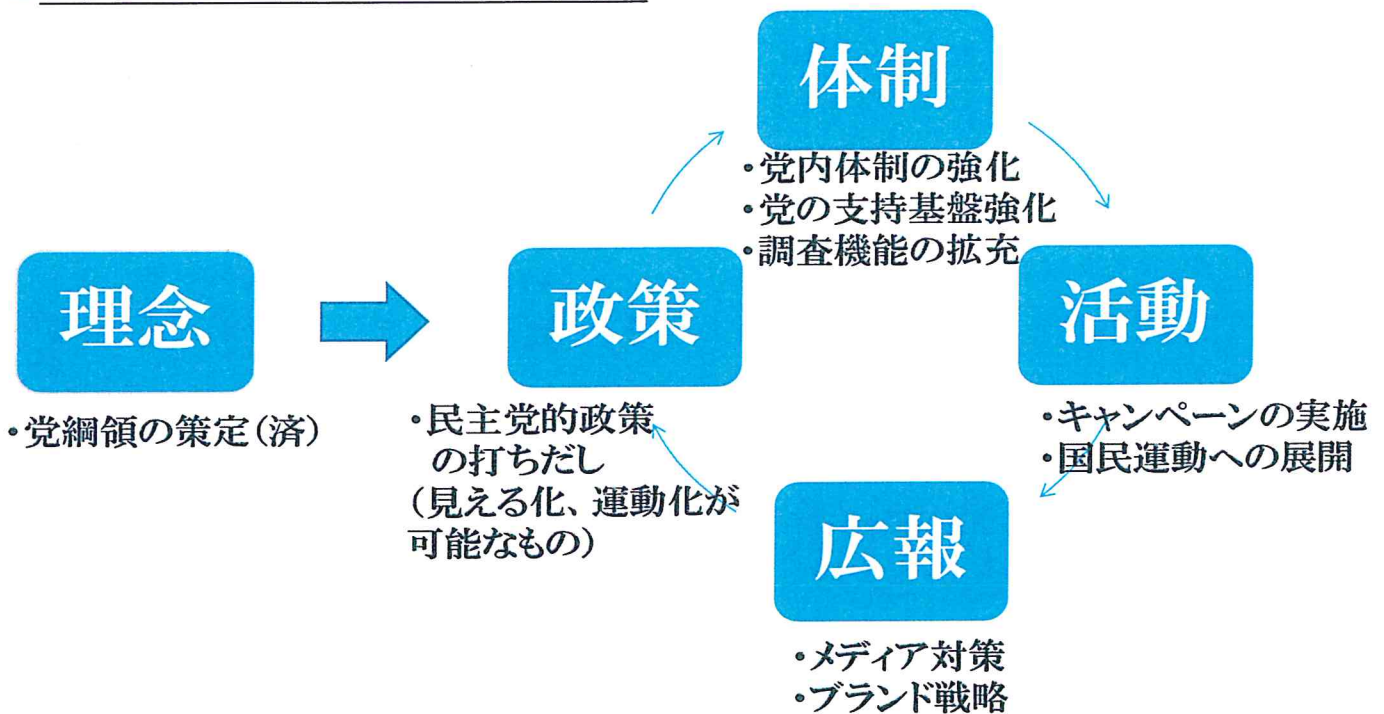 体制
・党内体制の強化
・党の支持基盤強化
・調査機能の拡充
理念
・党綱領の策定(済)
政策
・民主党的政策
の打ちだし
(見える化、運動化が
可能なもの)
活動
・キャンペーンの実施
・国民運動への展開
広報
・メディア対策
・ブランド戦略